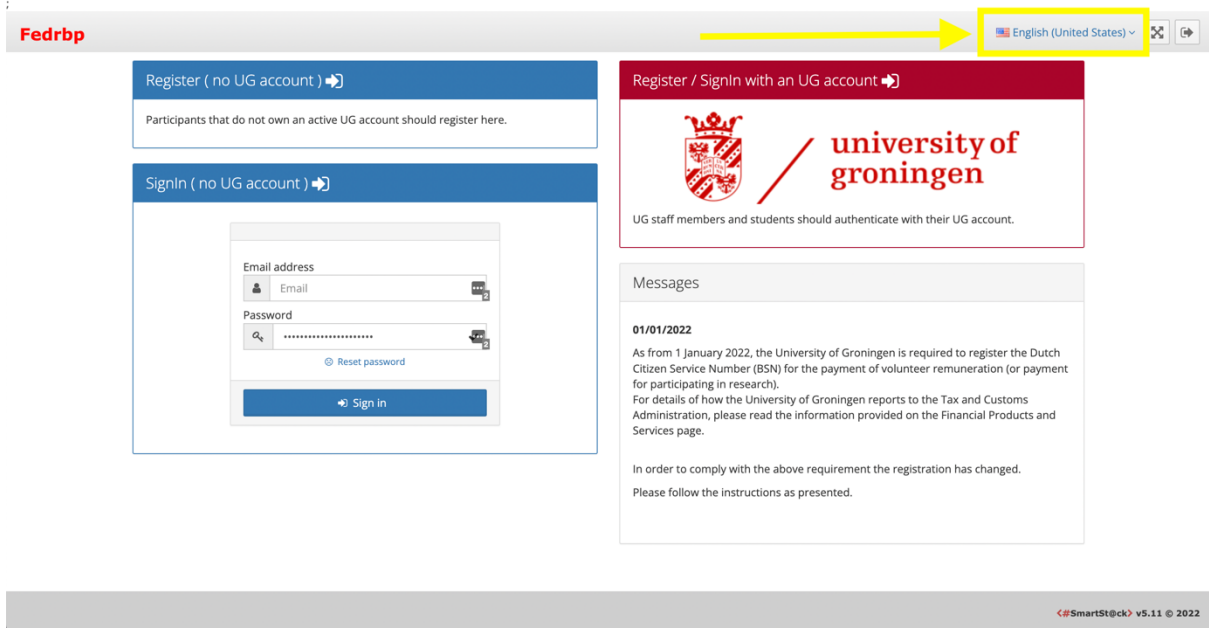 ;
Fedrbp
English (United States)
Register ( no UG account )
Participants that do not own an active UG account should register here.
SignIn ( no UG account )
Email address
Email
2
Password
••••••••••••••••••••••
2
Reset password
Sign in
Register / SignIn with an UG account
university of
groningen
UG staff members and students should authenticate with their UG account.
Messages
01/01/2022
As from 1 January 2022, the University of Groningen is required to register the Dutch
Citizen Service Number (BSN) for the payment of volunteer remuneration (or payment
for participating in research).
For details of how the University of Groningen reports to the Tax and Customs
Administration, please read the information provided on the Financial Products and
Services page.
In order to comply with the above requirement the registration has changed.
Please follow the instructions as presented.
<#SmartSt@ck> v5.11 © 2022